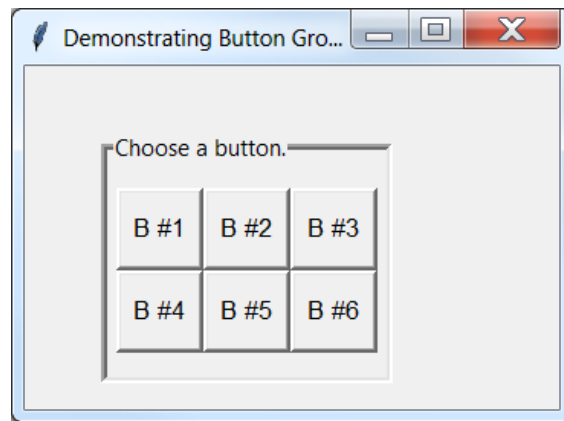 Demonstrating Button Gro...
Choose a button.
B #1 B #2 B #3
B #4 B #5 B #6